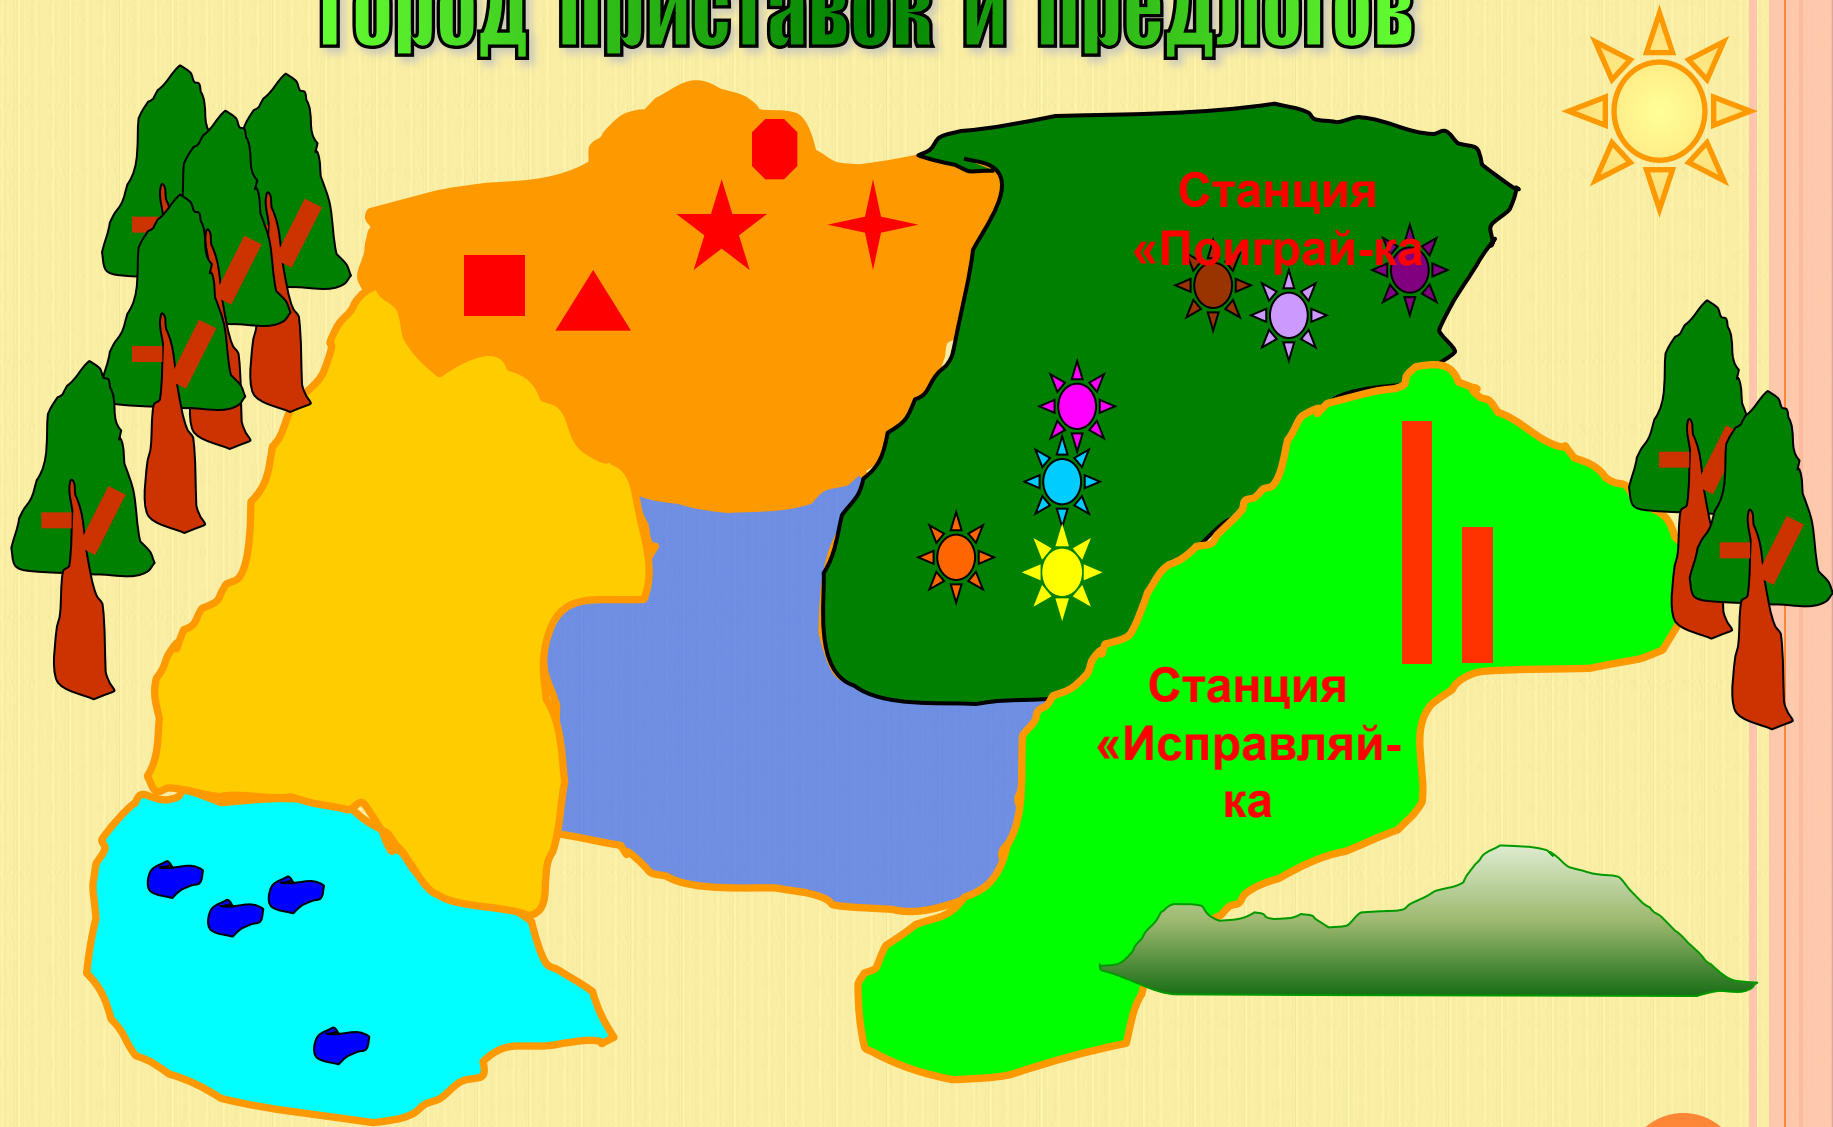 Город приставок и предлогов
Станция
«Поиграй-ка
Станция
«Исправляй-
ка